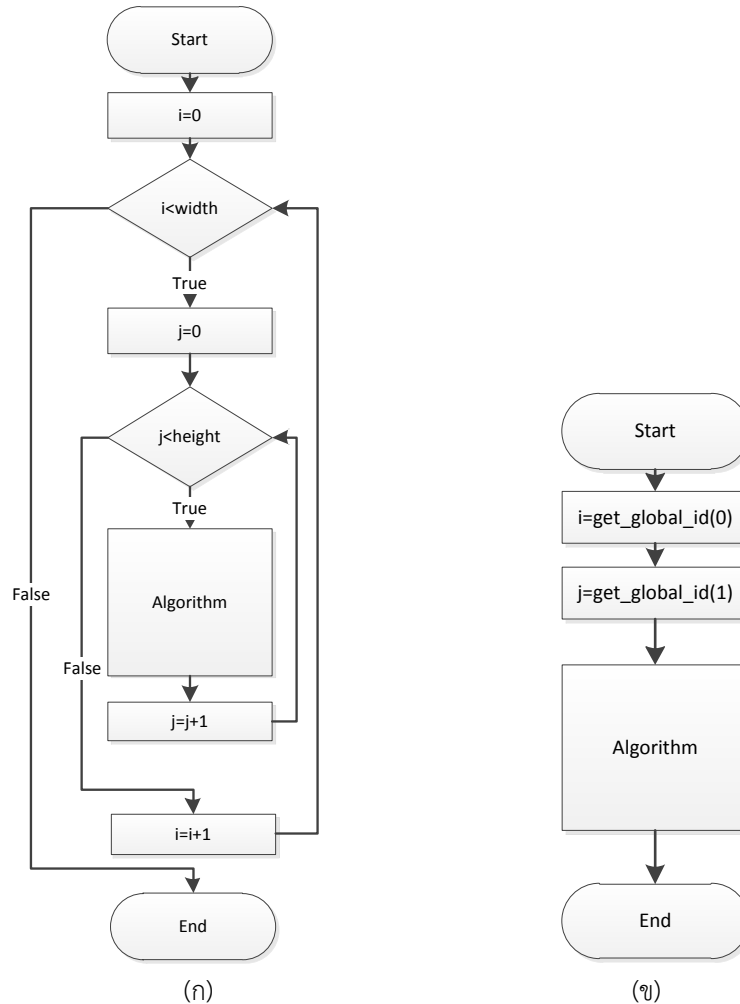 Start
i=0
i<width
True
j=0
j<height
True
Algorithm
False
False
j=j+1
i=i+1
End
(ก)
Start
i=get_global_id(0)
j=get_global_id(1)
Algorithm
End
(ข)